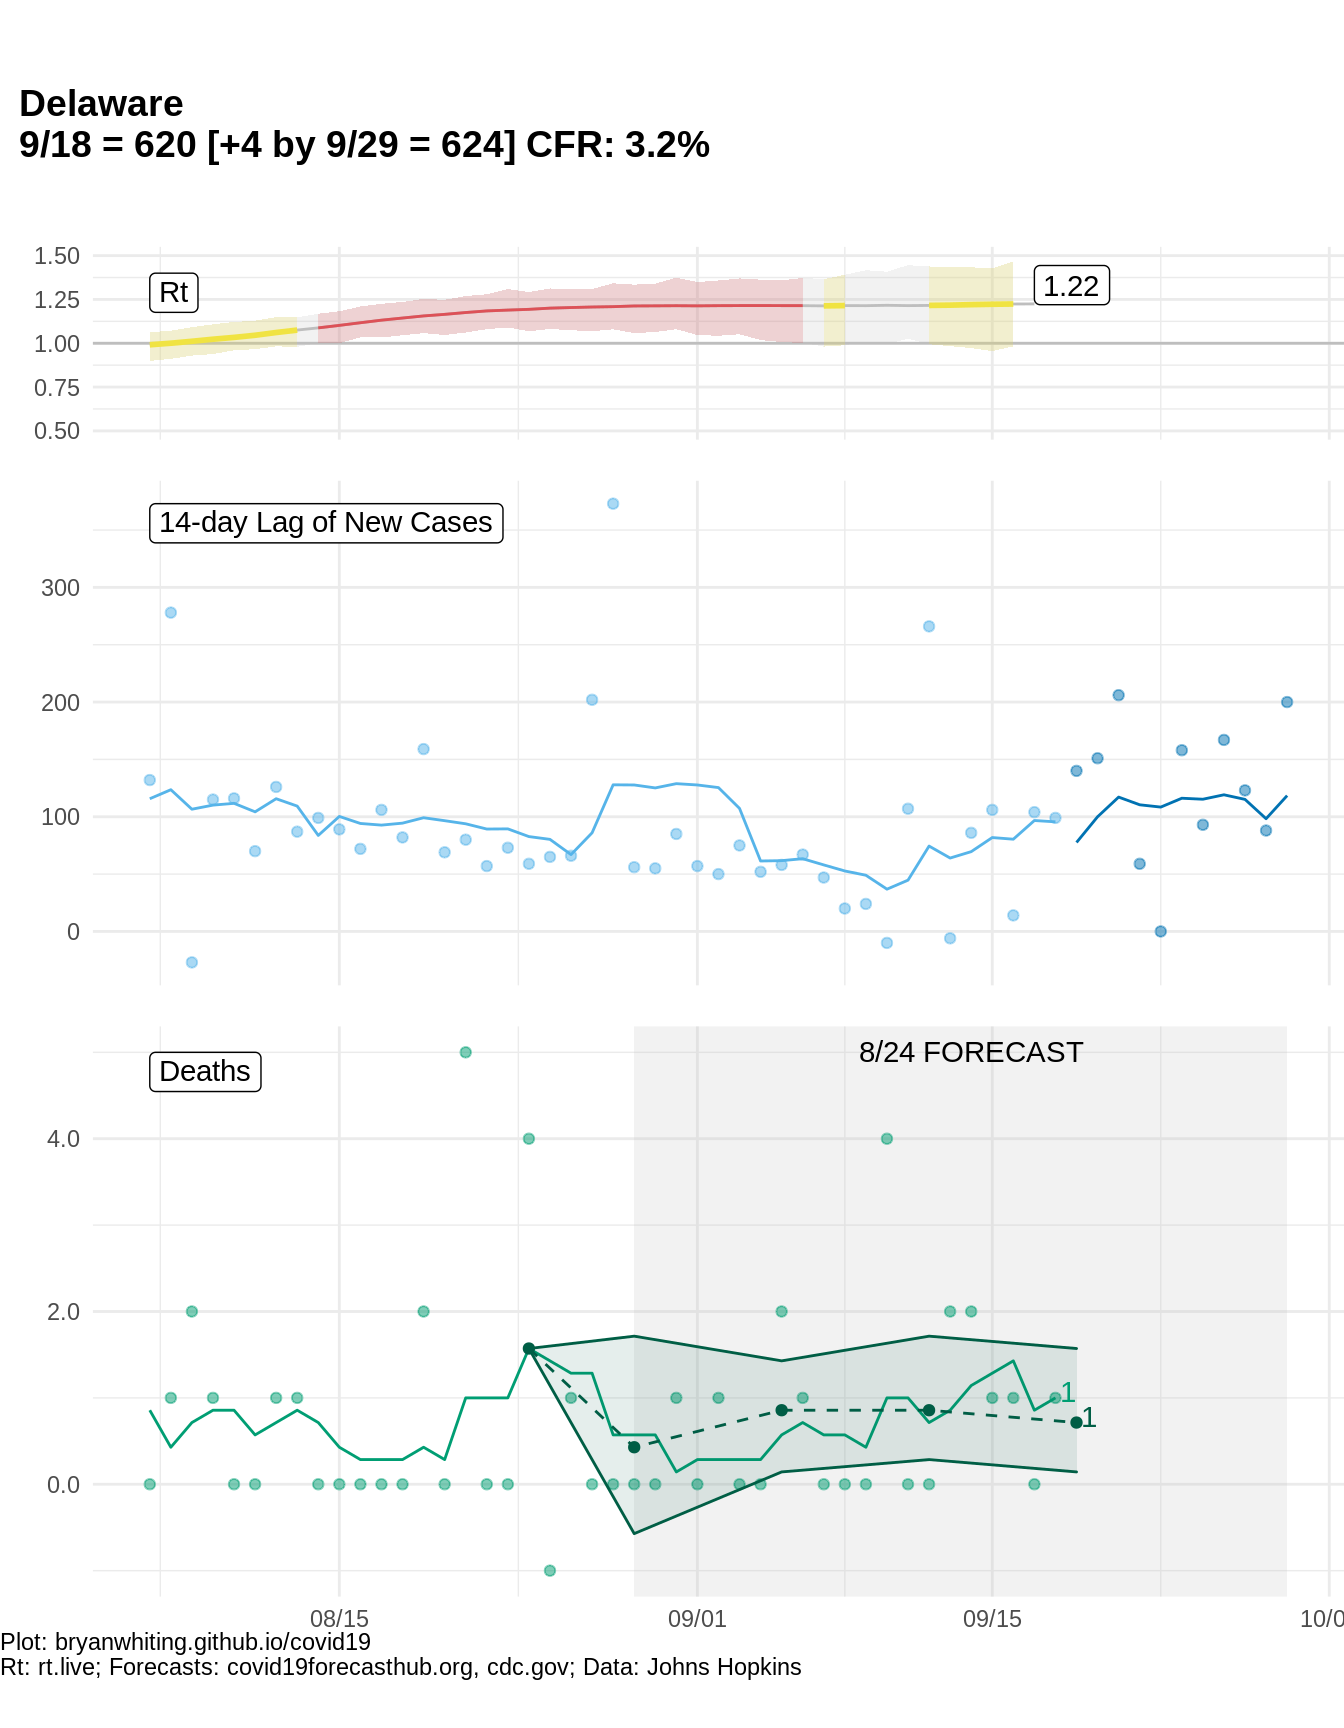 Delaware
9/18 = 620 [+4 by 9/29 = 624] CFR: 3.2%
1.50
1.25
1.00
0.75
0.50
Rt
1.22
14-day Lag of New Cases
300
200
100
0
8/24 FORECAST
Deaths
4.0
2.0
0.0
1
1
08/15
09/01
09/15
10/0
Plot: bryanwhiting.github.io/covid19
Rt: rt.live; Forecasts: covid19forecasthub.org, cdc.gov; Data: Johns Hopkins